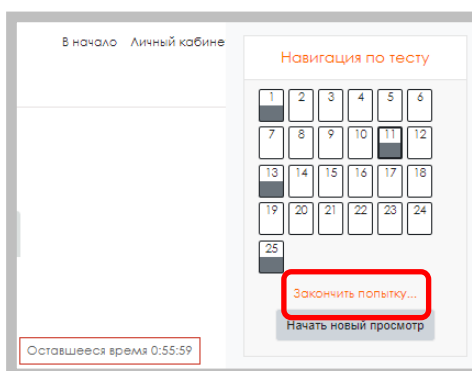 В начало Личный кабине
Навигация по тесту
1 2 3 4 5 6
7 8 9 10 11 12
13 14 15 16 17 18
19 20 21 22 23 24
25
Закончить попытку...
Начать новый просмотр
Оставшееся время 0:55:59